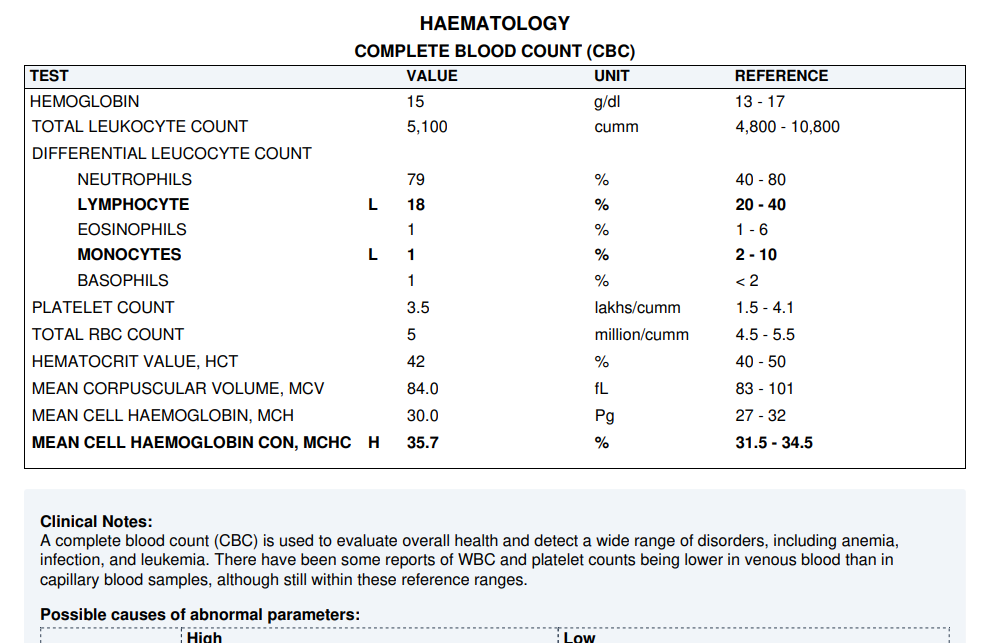 HAEMATOLOGY
COMPLETE BLOOD COUNT (CBC)
TEST VALUE UNIT REFERENCE
HEMOGLOBIN 15 g/dl 13 - 17
TOTAL LEUKOCYTE COUNT 5,100 cumm 4,800 - 10,800
DIFFERENTIAL LEUCOCYTE COUNT
NEUTROPHILS 79 % 40 - 80
LYMPHOCYTE L 18 % 20 - 40
EOSINOPHILS 1 % 1 - 6
MONOCYTES L 1 % 2 - 10
BASOPHILS 1 % < 2
PLATELET COUNT 3.5 lakhs/cumm 1.5 - 4.1
TOTAL RBC COUNT 5 million/cumm 4.5 - 5.5
HEMATOCRIT VALUE, HCT 42 % 40 - 50
MEAN CORPUSCULAR VOLUME, MCV 84.0 fL 83 - 101
MEAN CELL HAEMOGLOBIN, MCH 30.0 Pg 27 - 32
MEAN CELL HAEMOGLOBIN CON, MCHC H 35.7 % 31.5 - 34.5
Clinical Notes:
A complete blood count (CBC) is used to evaluate overall health and detect a wide range of disorders, including anemia,
infection, and leukemia. There have been some reports of WBC and platelet counts being lower in venous blood than in
capillary blood samples, although still within these reference ranges.
Possible causes of abnormal parameters:
High Low